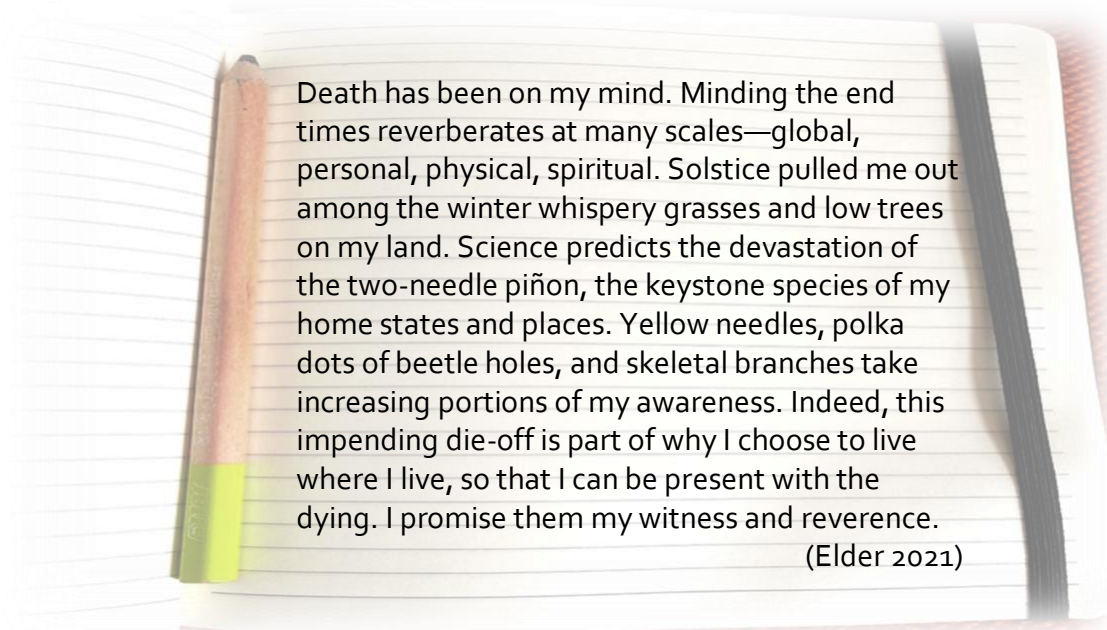 Death has been on my mind. Minding the end
times reverberates at many scales—global,
personal, physical, spiritual. Solstice pulled me out
among the winter whispery grasses and low trees
on my land. Science predicts the devastation of
the two-needle piñon, the keystone species of my
home states and places. Yellow needles, polka
dots of beetle holes, and skeletal branches take
increasing portions of my awareness. Indeed, this
impending die-off is part of why I choose to live
where I live, so that I can be present with the
dying. I promise them my witness and reverence.
(Elder 2021)